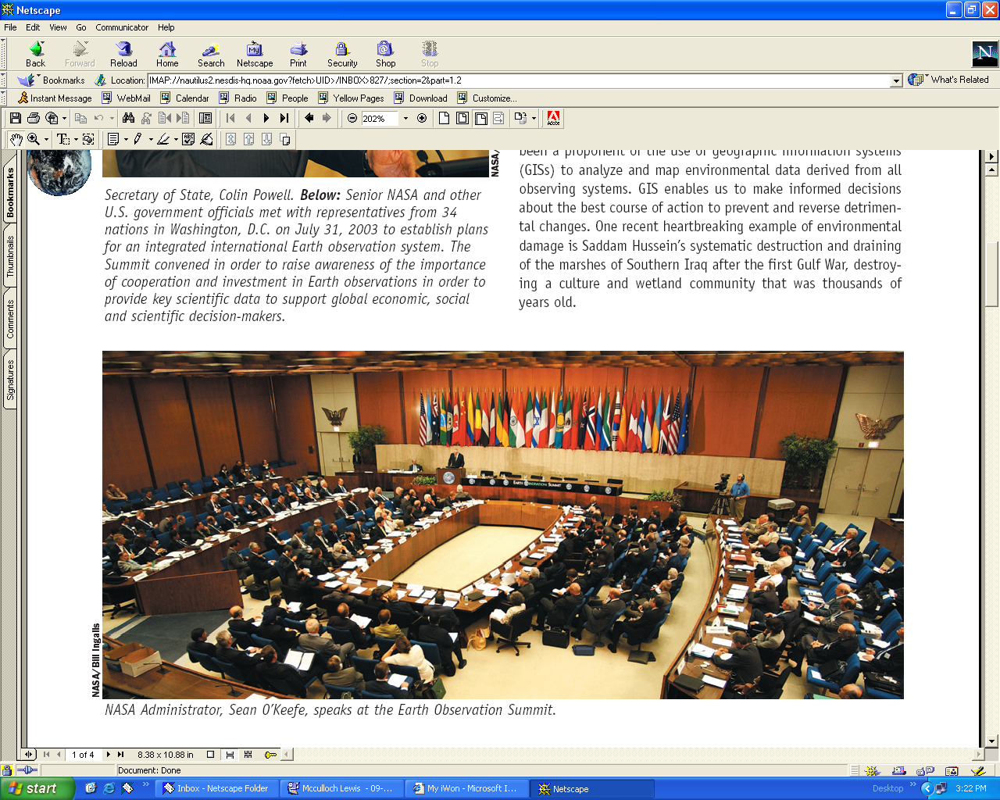 Netscape
File Edit View Go Communicator Help
Back Forward Reload Home Search Netscape Print Security Shop Stop
My
N
Bookmarks Location: IMAP://nautilus2.nesdis-hq.noaa.gov?fetch>UID>/INBOX>827/;section=2&part=1.2 What's Related
Instant Message WebMail Calendar Radio People Yellow Pages Download Customize...
202%
Adobe
Bookmarks
Thumbnails
Comments
Signatures
NASA/
Secretary of State, Colin Powell. Below: Senior NASA and other
U.S. government officials met with representatives from 34
nations in Washington, D.C. on July 31, 2003 to establish plans
for an integrated international Earth observation system. The
Summit convened in order to raise awareness of the importance
of cooperation and investment in Earth observations in order to
provide key scientific data to support global economic, social
and scientific decision-makers.
been a proponent of the use of geographic information systems
(GISs) to analyze and map environmental data derived from all
observing systems. GIS enables us to make informed decisions
about the best course of action to prevent and reverse detrimen-
tal changes. One recent heartbreaking example of environmental
damage is Saddam Hussein's systematic destruction and draining
of the marshes of Southern Iraq after the first Gulf War, destroy-
ing a culture and wetland community that was thousands of
years old.
EARTH OBSERVATION SUMMIT
NASA/Bill Ingalls
NASA Administrator, Sean O'Keefe, speaks at the Earth Observation Summit.
1 of 4 8.38 x 10.88 in
Document: Done
start Inbox - Netscape Folder Mcculloch Lewis - 09-... My iWon - Microsoft I... Netscape Desktop 3:22 PM